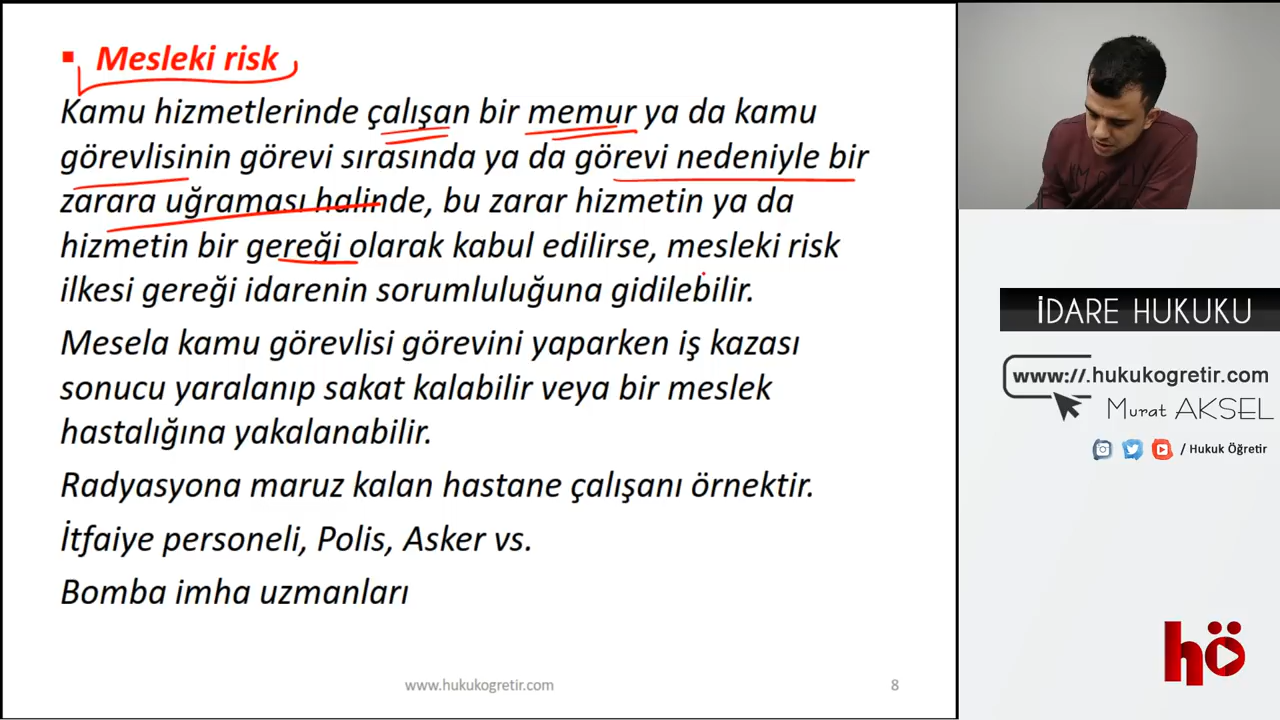 Mesleki risk
Kamu hizmetlerinde çalışan bir memur ya da kamu
görevlisinin görevi sırasında ya da görevi nedeniyle bir
zarara uğraması halinde, bu zarar hizmetin ya da
hizmetin bir gereği olarak kabul edilirse, mesleki risk
ilkesi gereği idarenin sorumluluğuna gidilebilir.
Mesela kamu görevlisi görevini yaparken iş kazası
sonucu yaralanıp sakat kalabilir veya bir meslek
hastalığına yakalanabilir.
Radyasyona maruz kalan hastane çalışanı örnektir.
İtfaiye personeli, Polis, Asker vs.
Bomba imha uzmanları
www.hukukogretir.com
8
İDARE HUKUKU
www://.hukukogretir.com
Murat AKSEL
/ Hukuk Öğretir
hö